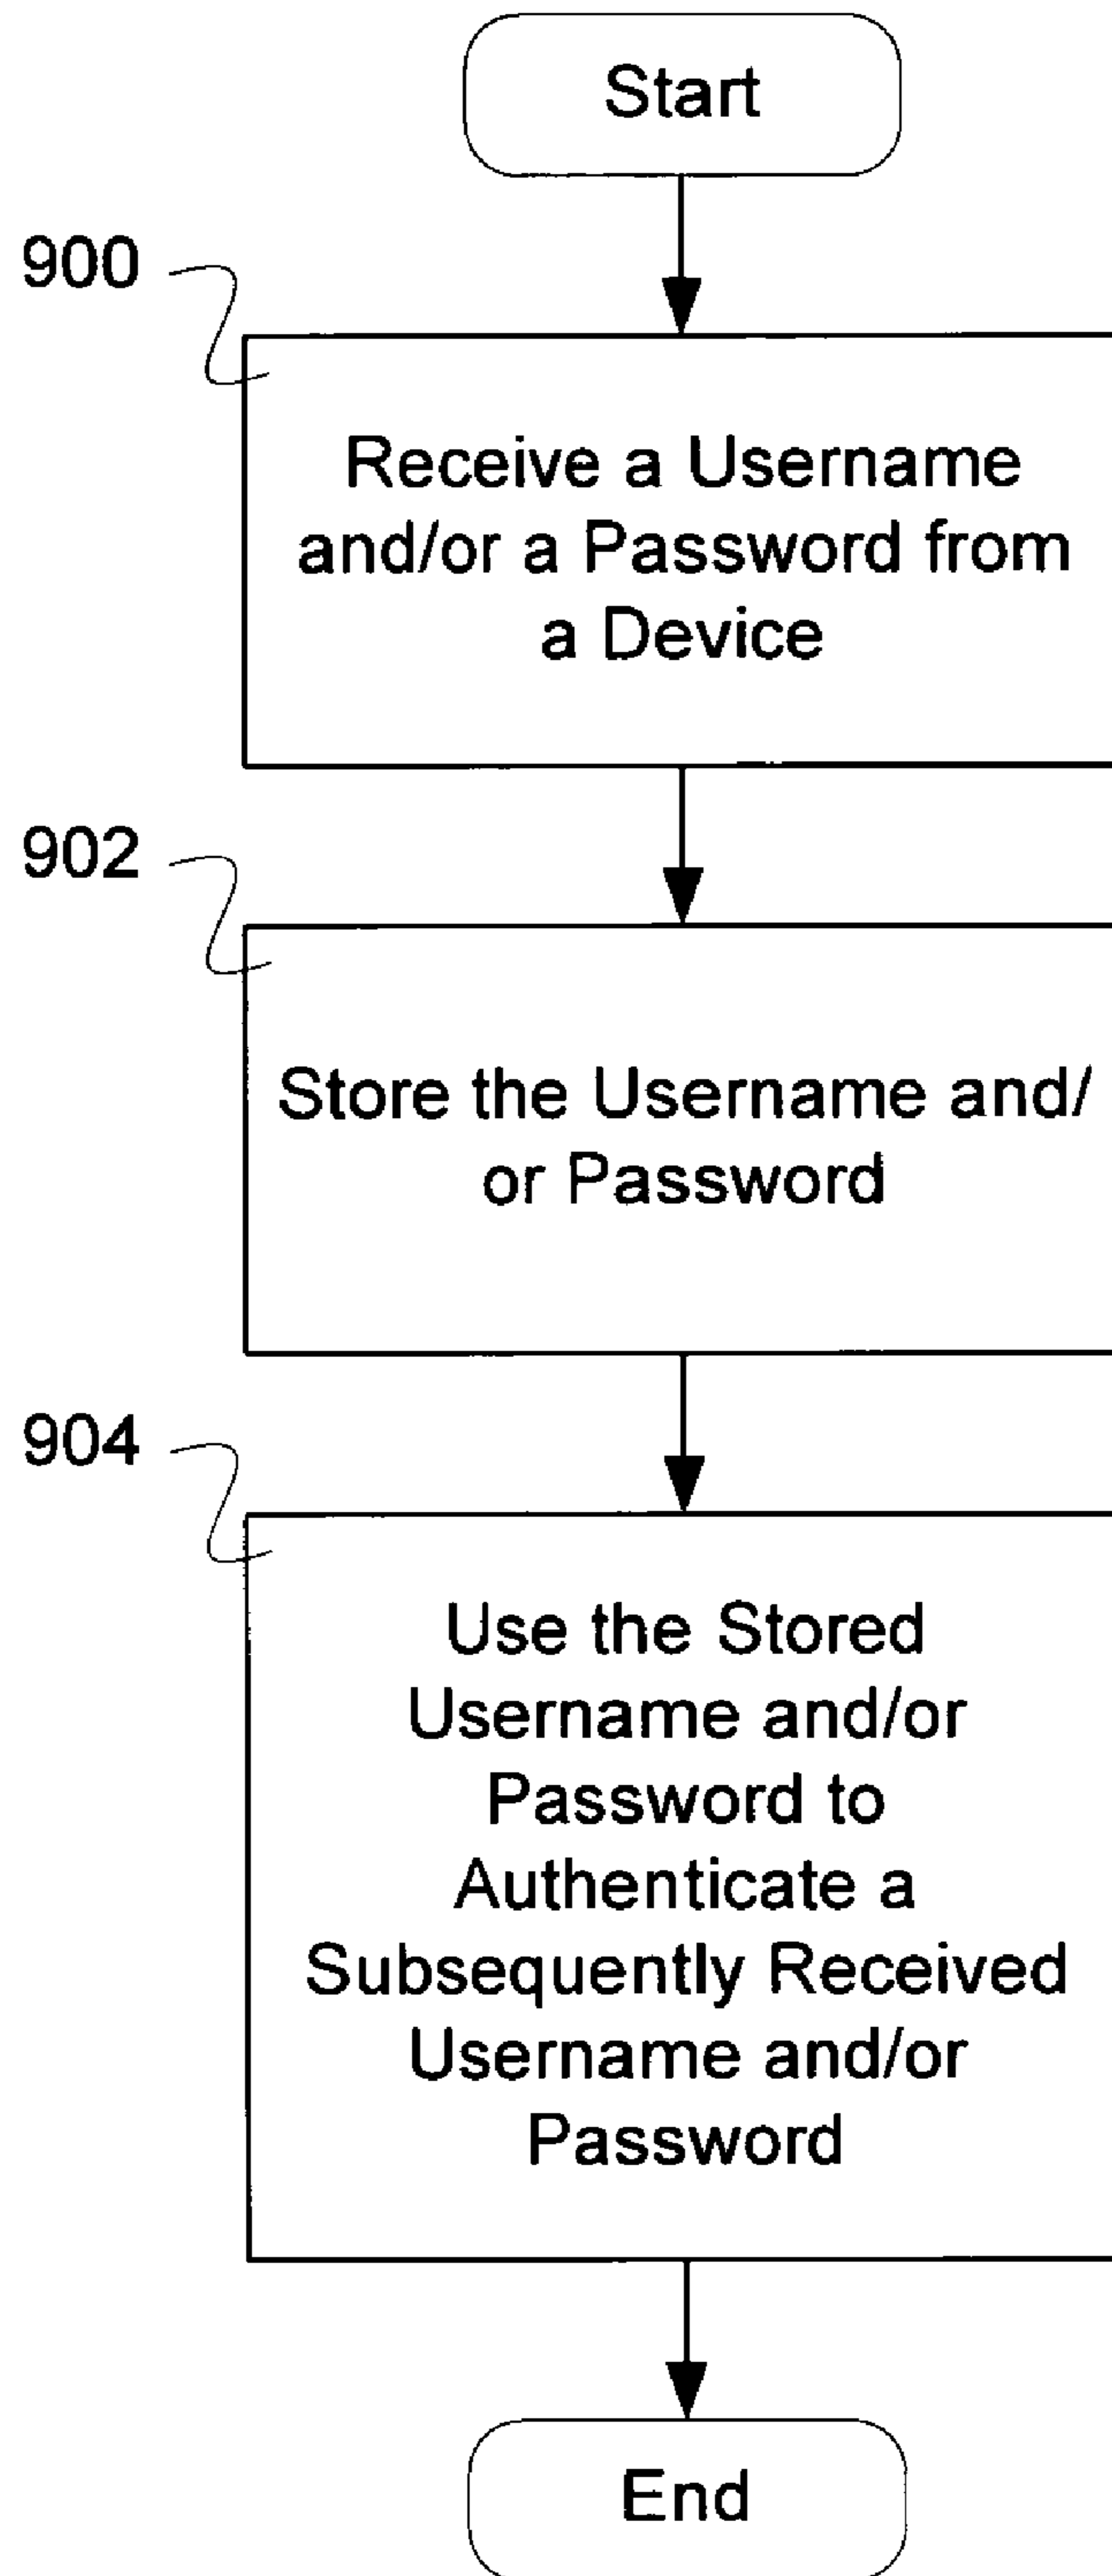 Start
900
Receive a Username
and/or a Password from
a Device
902
Store the Username and/
or Password
904
Use the Stored
Username and/or
Password to
Authenticate a
Subsequently Received
Username and/or
Password
End